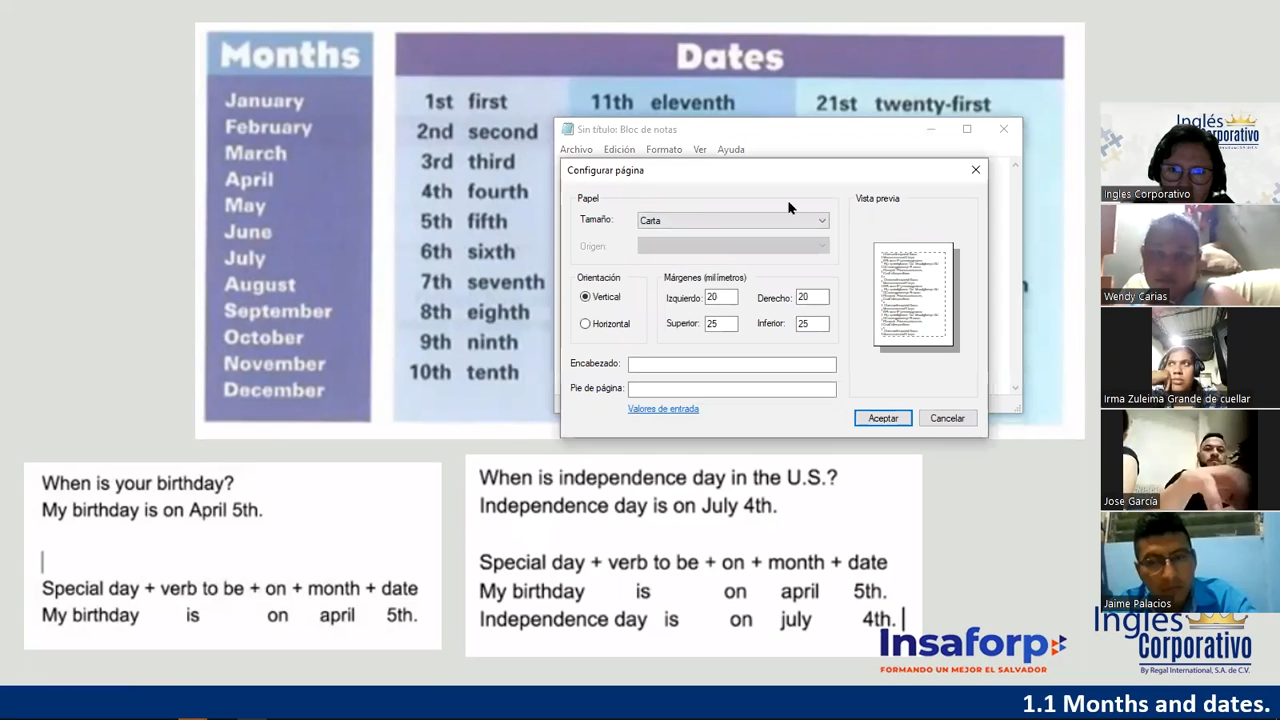 Months
January
February
March
April
May
June
July
August
September
October
November
December
Dates
1st first
2nd second
3rd third
4th fourth
5th fifth
6th sixth
7th seventh
8th eighth
9th ninth
10th tenth
11th eleventh
21st twenty-first
Sin título: Bloc de notas
Archivo Edición Formato Ver Ayuda
Configurar página
Papel
Tamaño: Carta
Origen:
Orientación
Vertical
Horizontal
Márgenes (milímetros)
Izquierdo: 20 Derecho: 20
Superior: 25 Inferior: 25
Encabezado:
Pie de página:
Valores de entrada
Vista previa
Aceptar Cancelar
When is your birthday?
My birthday is on April 5th.
Special day + verb to be + on + month + date
My birthday is on april 5th.
When is independence day in the U.S.?
Independence day is on July 4th.
Special day + verb to be + on + month + date
My birthday is on april 5th.
Independence day is on july 4th.
Inglés
Corporativo
Ingles Corporativo
Wendy Carias
Irma Zuleima Grande de cuellar
Jose García
Jaime Palacios
Insaforp
FORMANDO UN MEJOR EL SALVADOR
Inglés
Corporativo
By Regal International, S.A. de C.V.
1.1 Months and dates.